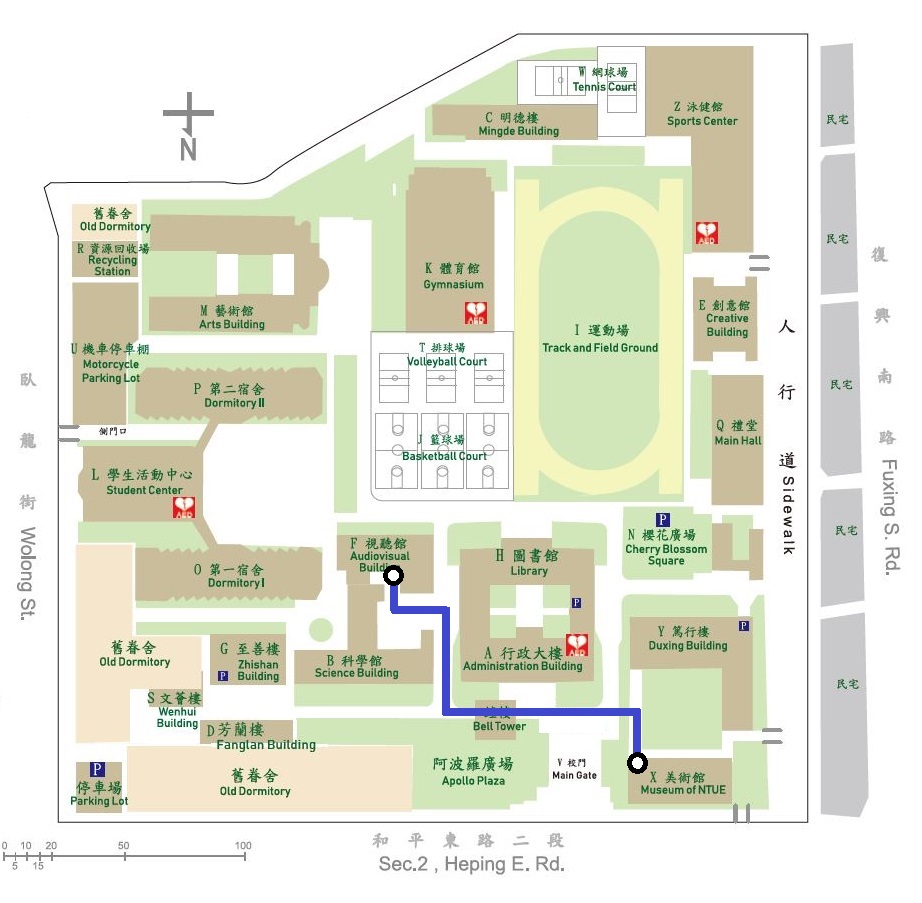 W 網球場
Tennis Court
C 明德樓
Mingde Building
Z 泳健館
Sports Center
民宅
N
舊眷舍
Old Dormitory
R 資源回收場
Recycling
Station
K 體育館
Gymnasium
AED
AED
民宅
復
興
南
路
Fuxing S. Rd.
M 藝術館
Arts Building
E 創意館
Creative
Building
人
行
道
Sidewalk
I 運動場
Track and Field Ground
U 機車停車棚
Motorcycle
Parking Lot
T 排球場
Volleyball Court
P 第二宿舍
Dormitory II
民宅
臥
龍
街
Wolong St.
側門口
J 籃球場
Basketball Court
Q 禮堂
Main Hall
L 學生活動中心
Student Center
AED
P
N 櫻花廣場
Cherry Blossom
Square
民宅
F 視聽館
Audiovisual
Building
H 圖書館
Library
O 第一宿舍
Dormitory I
P
P
Y 篤行樓
Duxing Building
舊眷舍
Old Dormitory
G 至善樓
Zhishan
Building
P
B 科學館
Science Building
A 行政大樓
Administration Building
AED
民宅
S 文薈樓
Wenhui
Building
Bell Tower
D 芳蘭樓
Fanglan Building
阿波羅廣場
Apollo Plaza
V 校門
Main Gate
X 美術館
Museum of NTUE
P
停車場
Parking Lot
舊眷舍
Old Dormitory
0 10 20 50 100
5 15
和平東路二段
Sec.2 , Heping E. Rd.